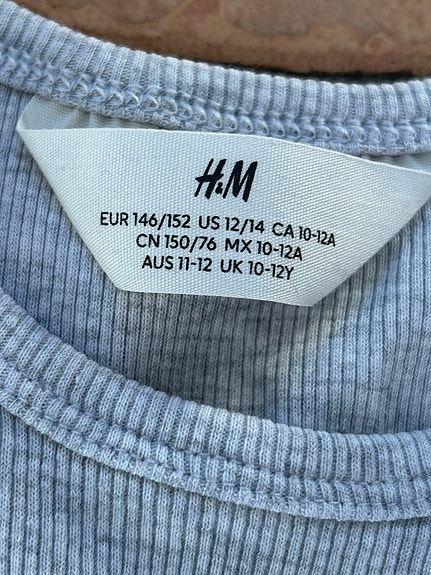 H&M
EUR 146/152 US 12/14 CA 10-12A
CN 150/76 MX 10-12A
AUS 11-12 UK 10-12Y